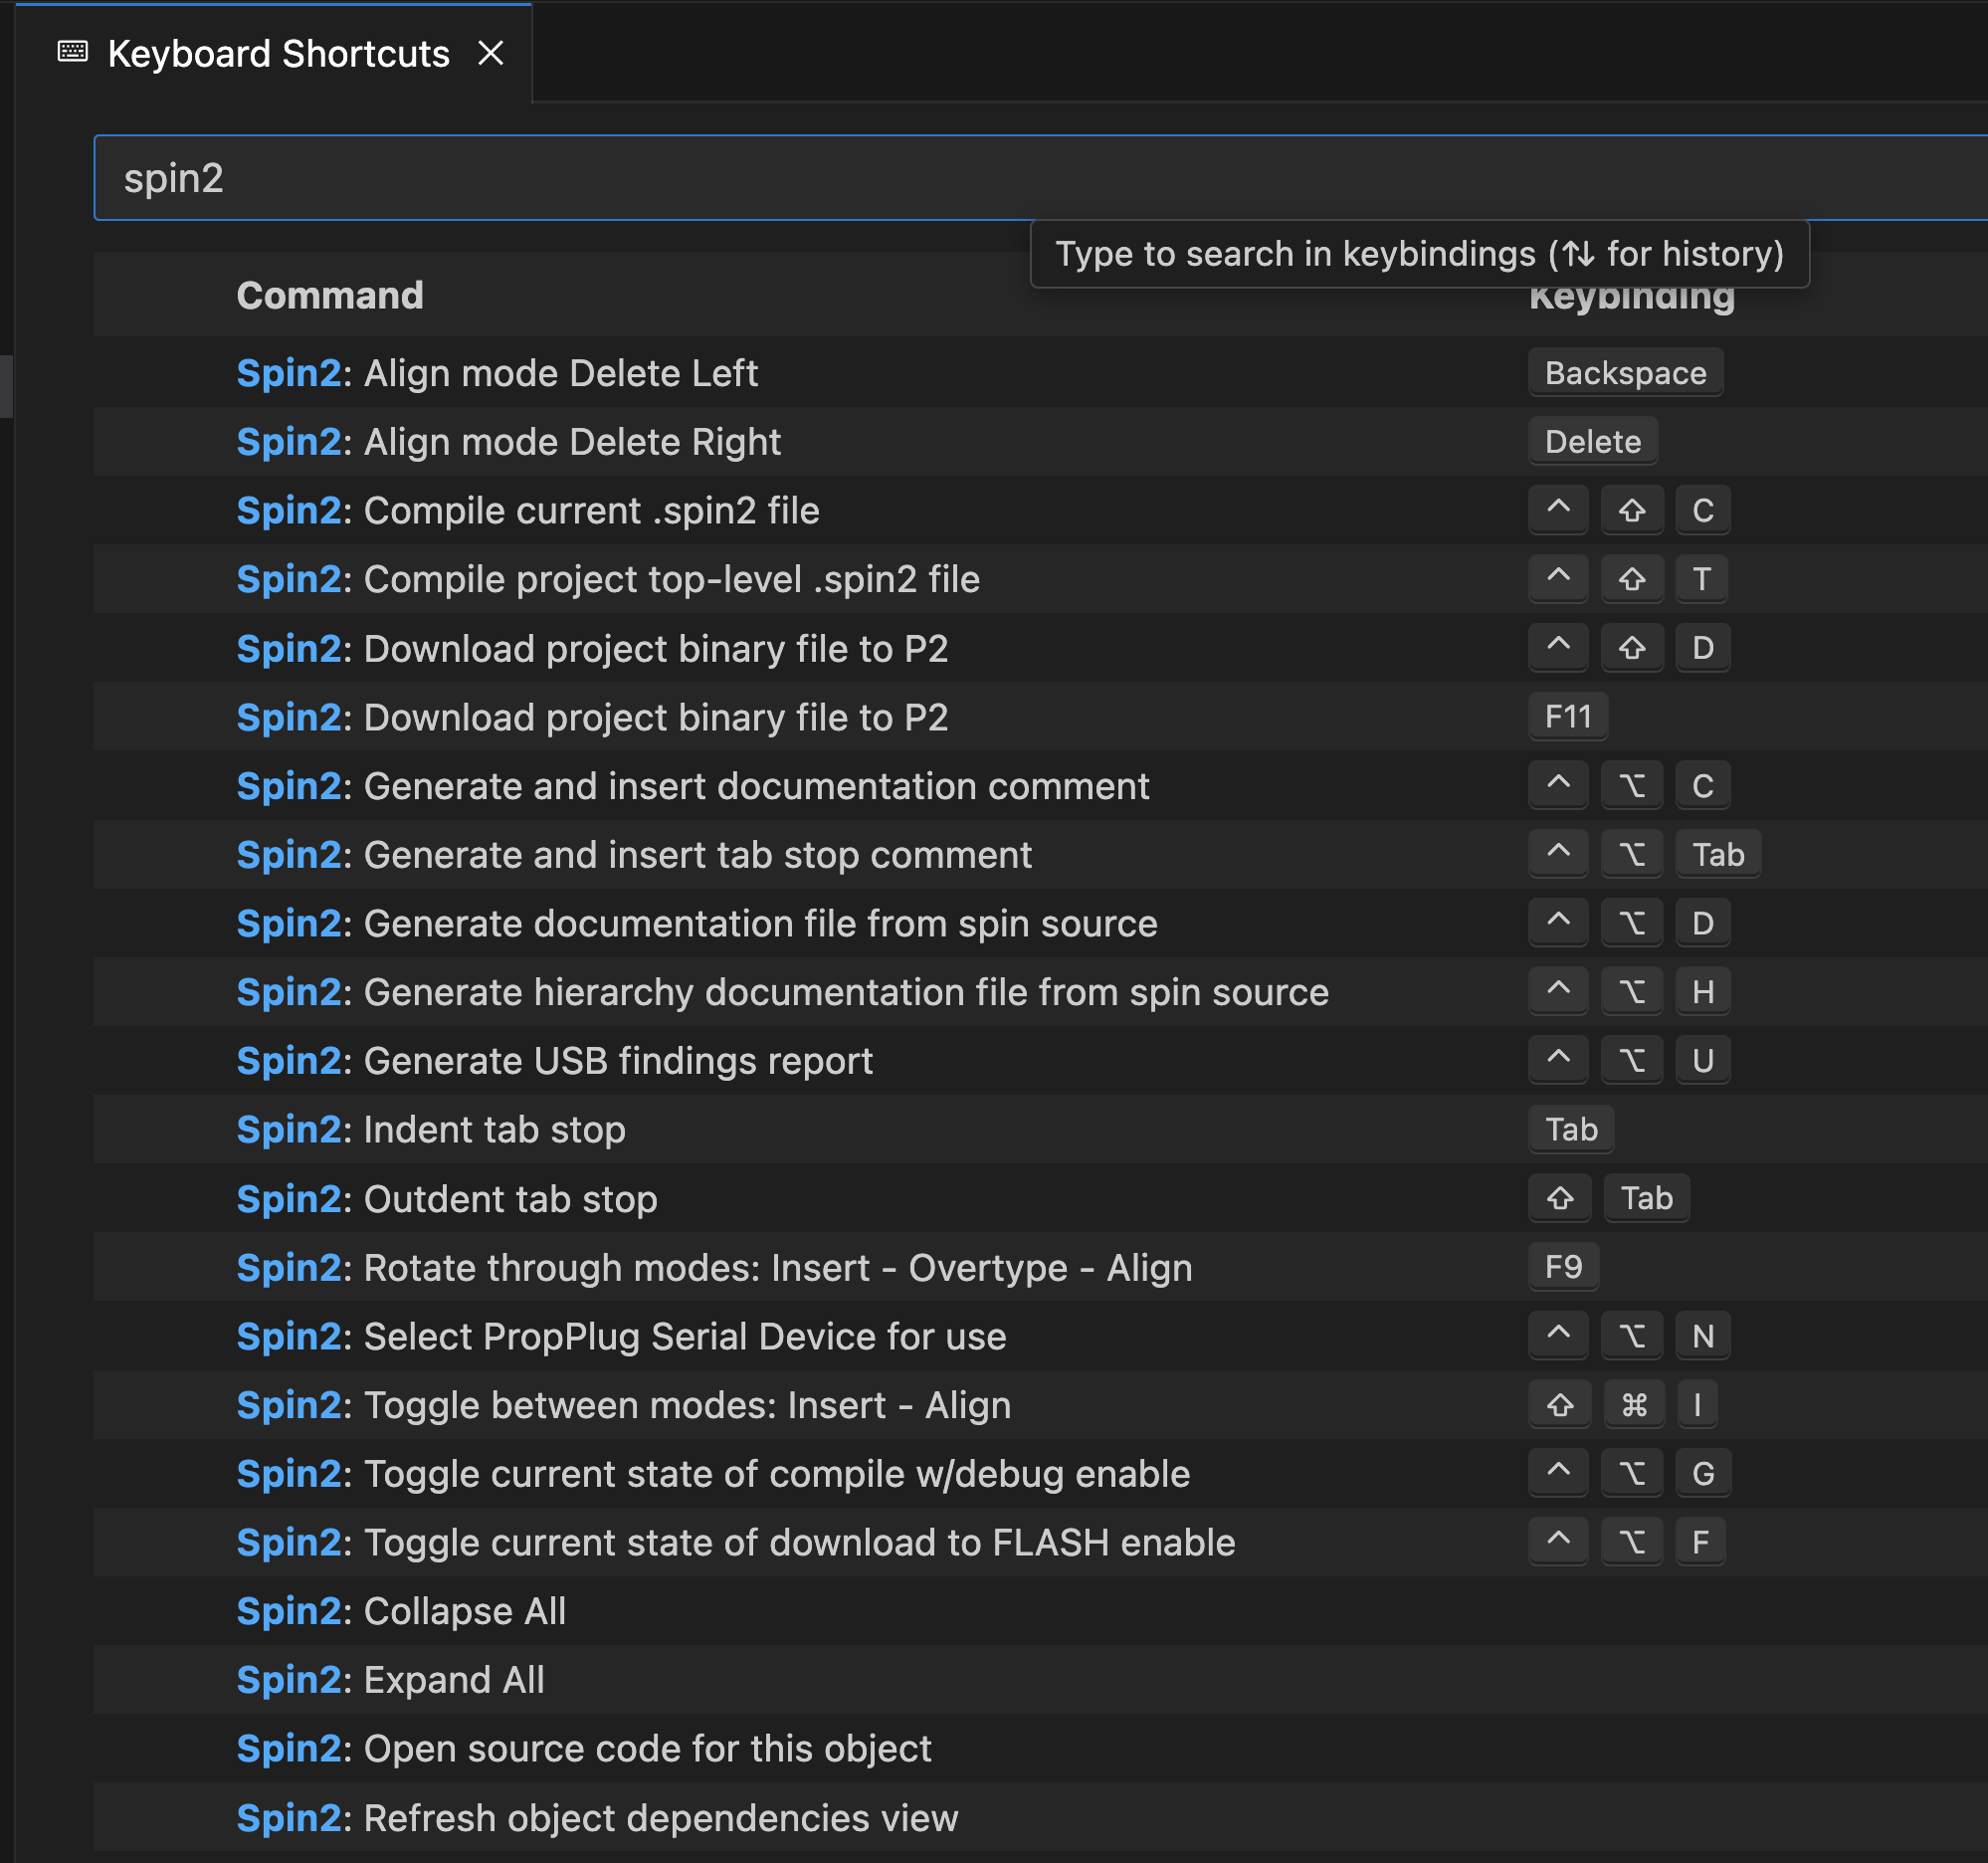 Keyboard Shortcuts
spin2
Type to search in keybindings (↑↓ for history)
Command Keybinding
Spin2: Align mode Delete Left Backspace
Spin2: Align mode Delete Right Delete
Spin2: Compile current .spin2 file ^ ⇧ C
Spin2: Compile project top-level .spin2 file ^ ⇧ T
Spin2: Download project binary file to P2 ^ ⇧ D
Spin2: Download project binary file to P2 F11
Spin2: Generate and insert documentation comment ^ ⌥ C
Spin2: Generate and insert tab stop comment ^ ⌥ Tab
Spin2: Generate documentation file from spin source ^ ⌥ D
Spin2: Generate hierarchy documentation file from spin source ^ ⌥ H
Spin2: Generate USB findings report ^ ⌥ U
Spin2: Indent tab stop Tab
Spin2: Outdent tab stop ⇧ Tab
Spin2: Rotate through modes: Insert - Overtype - Align F9
Spin2: Select PropPlug Serial Device for use ^ ⌥ N
Spin2: Toggle between modes: Insert - Align ⇧ ⌘ I
Spin2: Toggle current state of compile w/debug enable ^ ⌥ G
Spin2: Toggle current state of download to FLASH enable ^ ⌥ F
Spin2: Collapse All
Spin2: Expand All
Spin2: Open source code for this object
Spin2: Refresh object dependencies view